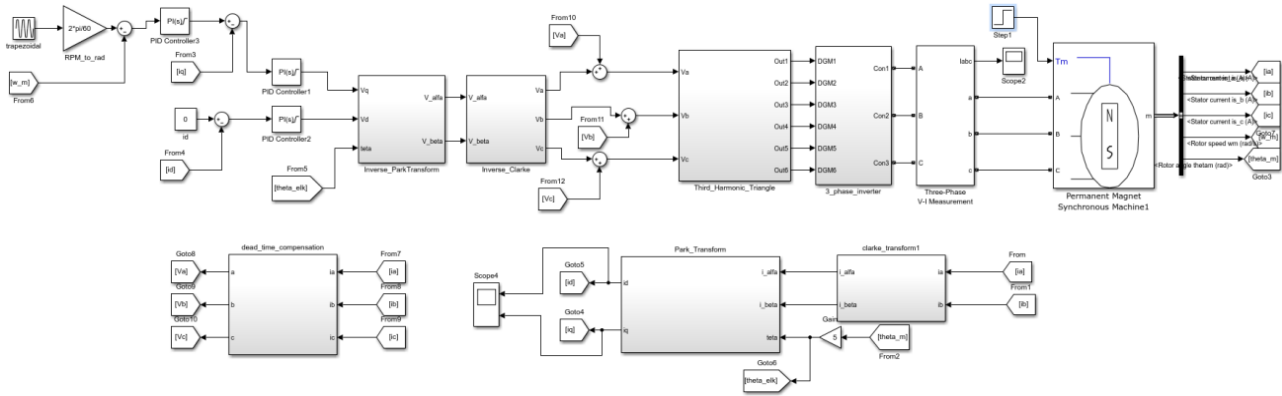 trapezoidal
2*pi/60
RPM_to_rad
[w_m]
From6
PI(s)
PID Controller3
From3
[iq]
PI(s)
PID Controller1
0
id
From4
[id]
PI(s)
PID Controller2
From5
[theta_elk]
Vq
Vd
teta
V_alfa
V_beta
Inverse_ParkTransform
V_alfa
V_beta
Va
Vb
Vc
Inverse_Clarke
From10
[Va]
From11
[Vb]
From12
[Vc]
Va
Vb
Vc
Out1
Out2
Out3
Out4
Out5
Out6
Third_Harmonic_Triangle
DGM1
DGM2
DGM3
DGM4
DGM5
DGM6
Con1
Con2
Con3
3_phase_inverter
A
B
C
Iabc
a
b
c
Three-Phase
V-I Measurement
Step1
Scope2
Tm
A
B
C
N
S
m
Permanent Magnet
Synchronous Machine1
<Stator current is_b (A)>
<Stator current is_c (A)>
<Rotor speed wm (rad/s)>
<Rotor angle thetam (rad)>
[ia]
[ib]
[ic]
Goto7
[w_m]
[theta_m]
Goto3
dead_time_compensation
Goto8
[Va]
Goto9
[Vb]
Goto10
[Vc]
a
b
c
ia
ib
ic
From7
[ia]
From8
[ib]
From9
[ic]
Scope4
Goto5
[id]
Goto4
[iq]
Park_Transform
id
iq
i_alfa
i_beta
teta
clarke_transform1
i_alfa
i_beta
ia
ib
From
[ia]
From1
[ib]
Gain
5
[theta_m]
From2
Goto6
[theta_elk]